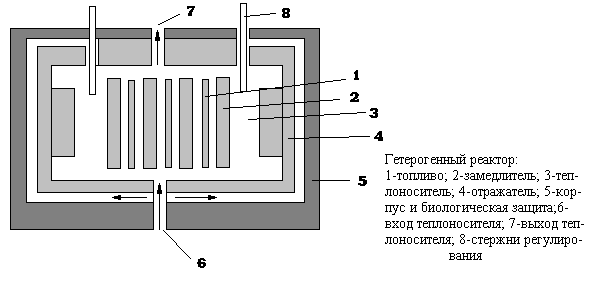 7
8
1
2
3
4
5
6
Гетерогенный реактор:
1-топливо; 2-замедлитель; 3-теп-
лоноситель; 4-отражатель; 5-кор-
пус и биологическая защита;6-
вход теплоносителя; 7-выход теп-
лоносителя; 8-стержни регулиро-
вания